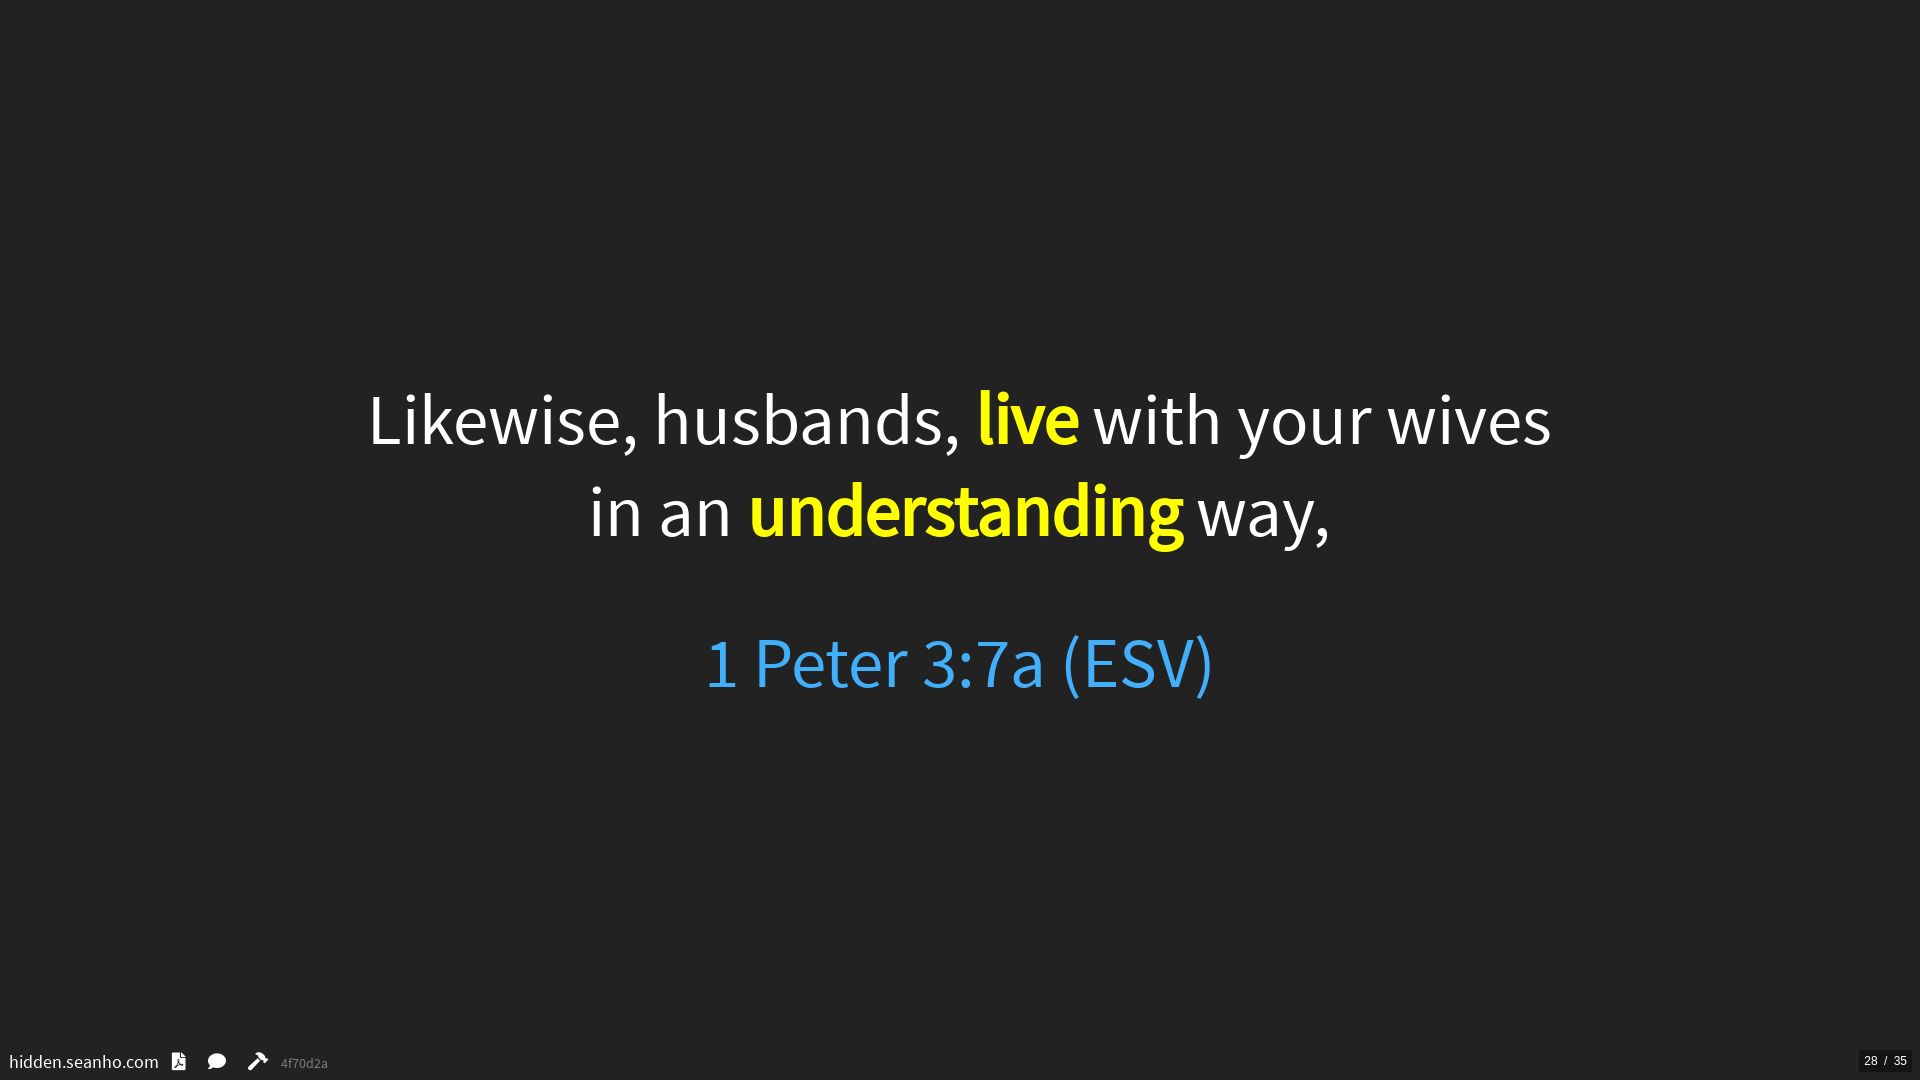 Likewise, husbands, live with your wives
in an understanding way,
1 Peter 3:7a (ESV)
hidden.seanho.com 4f70d2a
28 / 35